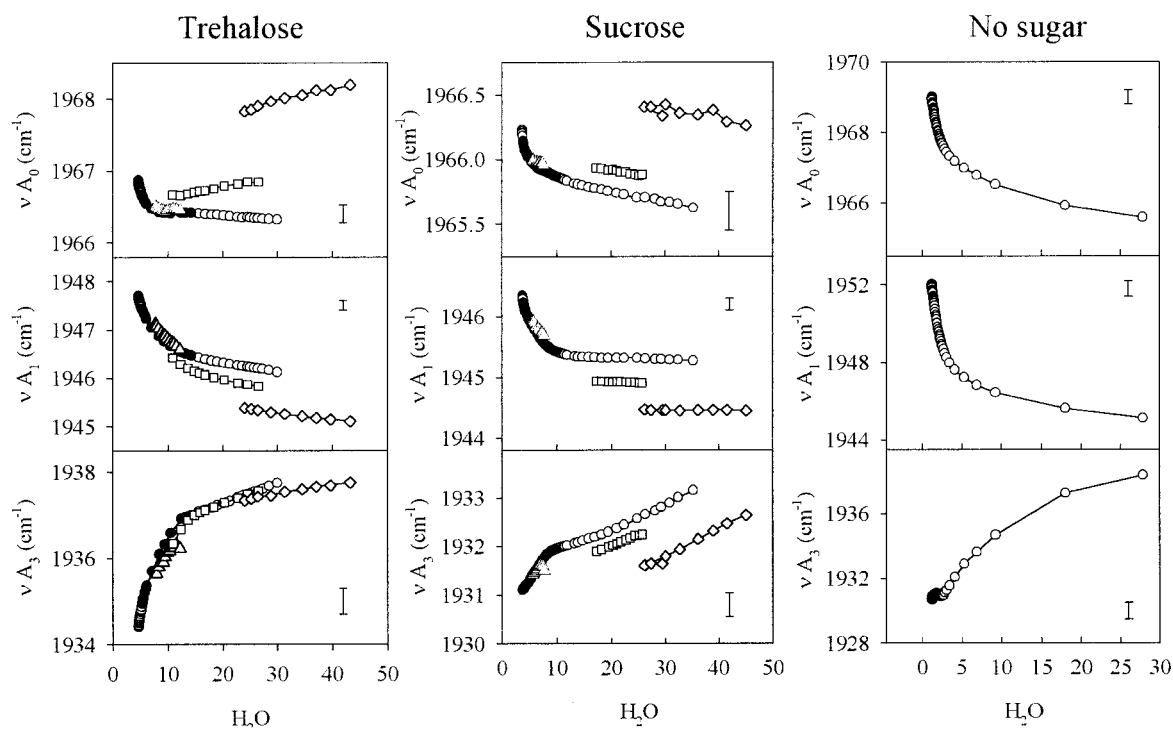 Trehalose
Sucrose
No sugar
ν A0 (cm-1)
1968
1967
1966
ν A0 (cm-1)
1966.5
1966.0
1965.5
ν A0 (cm-1)
1970
1968
1966
ν A1 (cm-1)
1948
1947
1946
1945
ν A1 (cm-1)
1946
1945
1944
ν A1 (cm-1)
1952
1948
1944
ν A3 (cm-1)
1938
1936
1934
ν A3 (cm-1)
1933
1932
1931
1930
ν A3 (cm-1)
1936
1932
1928
0 10 20 30 40 50
0 10 20 30 40 50
0 5 10 15 20 25 30
H2O
H2O
H2O